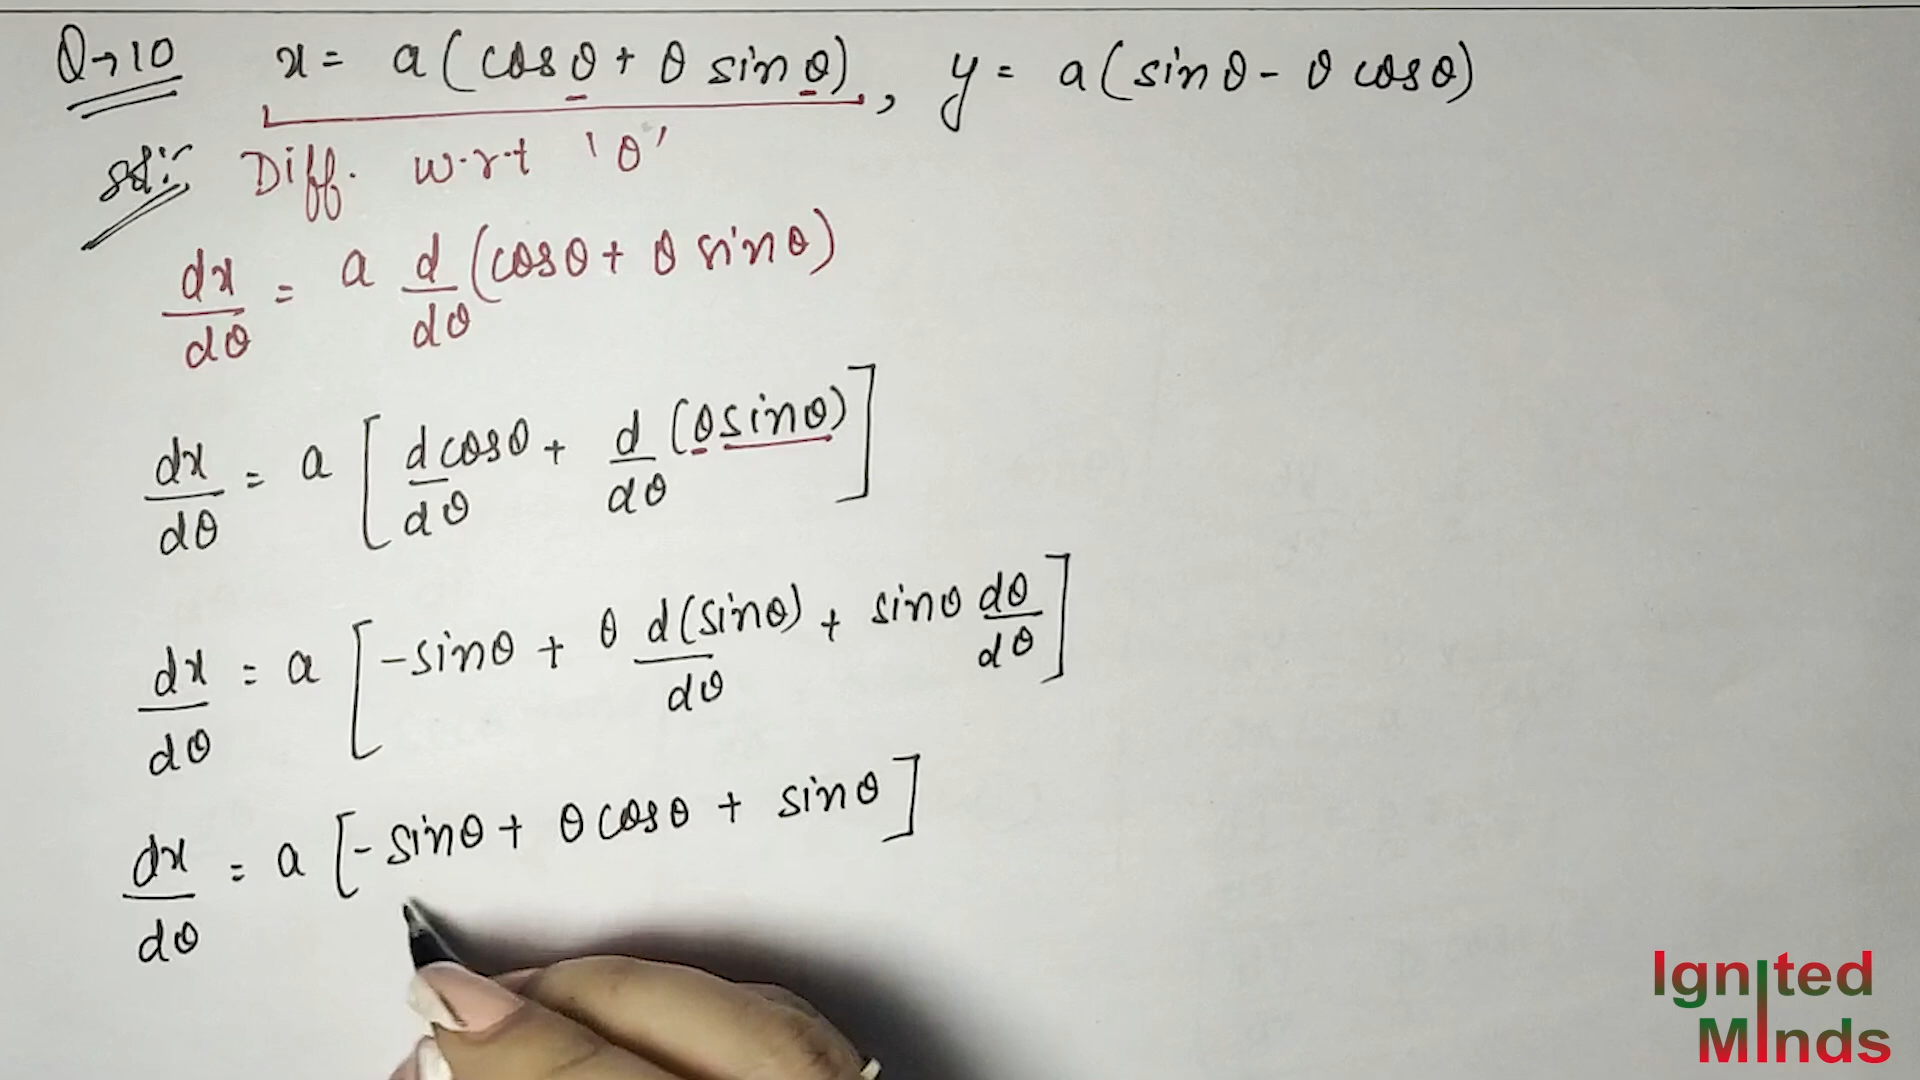 Q→10 x = a(cosθ + θ sinθ), y = a(sinθ - θ cosθ)
Sol:- Diff. w.r.t 'θ'
dx/dθ = a d/dθ (cosθ + θ sinθ)
dx/dθ = a [d cosθ/dθ + d/dθ (θ sinθ)]
dx/dθ = a [-sinθ + θ d(sinθ)/dθ + sinθ dθ/dθ]
dx/dθ = a [-sinθ + θ cosθ + sinθ]
Ignited
Minds